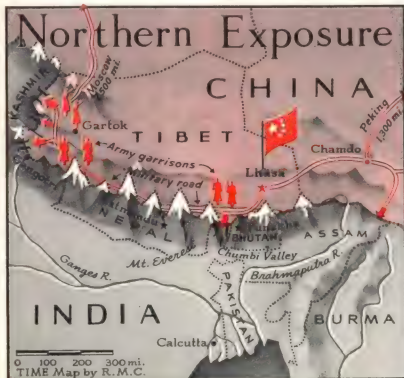 Northern Exposure
CHINA
KASHMIR
Moscow
Gartok
TIBET
Peking
1,300 mi.
Chamdo
Army garrisons
Military road
Lhasa
NEPAL
BHUTAN
ASSAM
Mt. Everest
Chumbi Valley
Ganges R.
Brahmaputra R.
PAKISTAN
INDIA
BURMA
Calcutta
0 100 200 300 mi.
TIME Map by R.M.C.